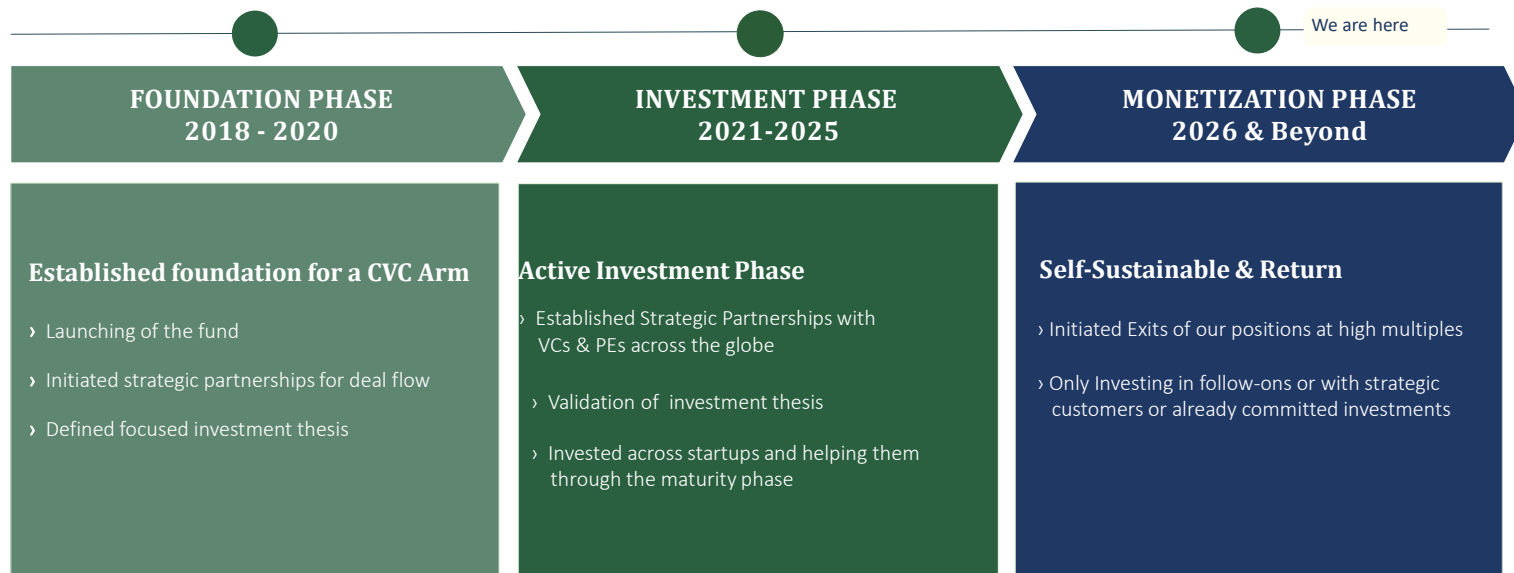 We are here
FOUNDATION PHASE
2018 - 2020
INVESTMENT PHASE
2021-2025
MONETIZATION PHASE
2026 & Beyond
Established foundation for a CVC Arm
› Launching of the fund
› Initiated strategic partnerships for deal flow
› Defined focused investment thesis
Active Investment Phase
› Established Strategic Partnerships with
VCs & PEs across the globe
› Validation of investment thesis
› Invested across startups and helping them
through the maturity phase
Self-Sustainable & Return
› Initiated Exits of our positions at high multiples
› Only Investing in follow-ons or with strategic
customers or already committed investments